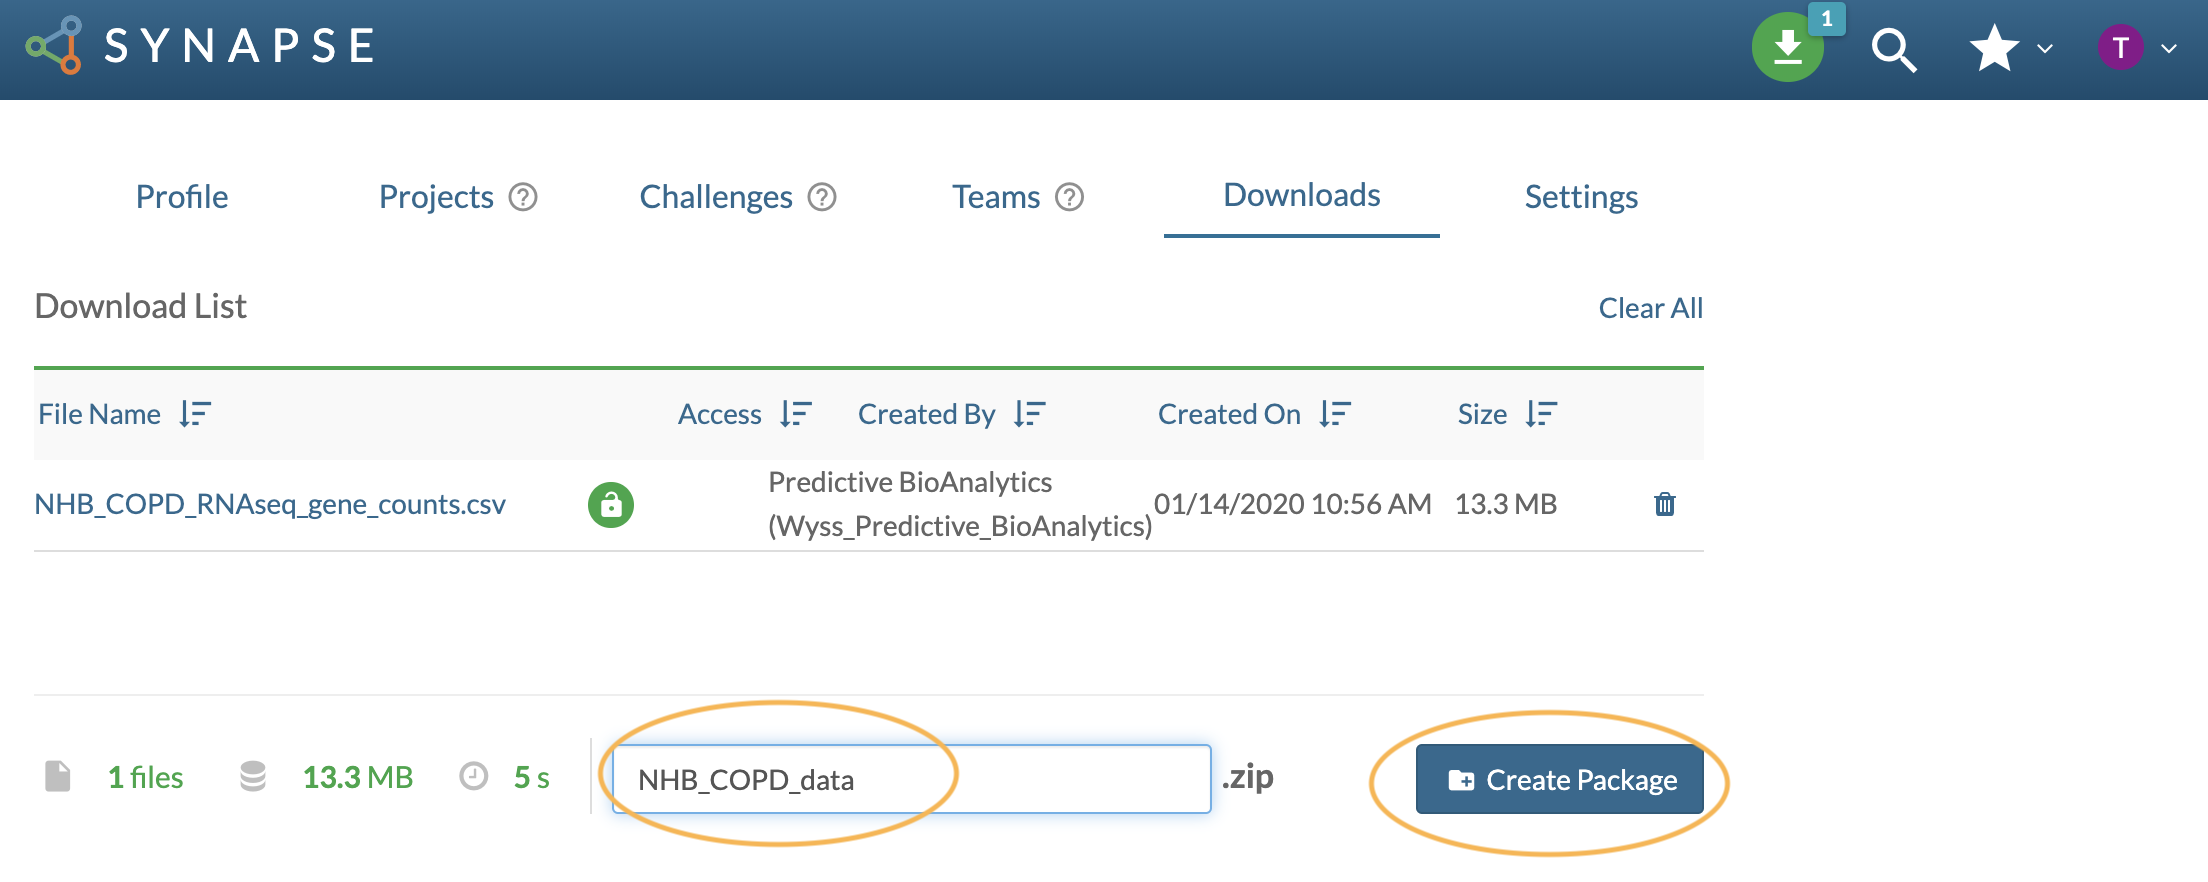 SYNAPSE
1
T
Profile Projects ? Challenges ? Teams ? Downloads Settings
Download List Clear All
File Name Access Created By Created On Size
NHB_COPD_RNAseq_gene_counts.csv Predictive BioAnalytics (Wyss_Predictive_BioAnalytics) 01/14/2020 10:56 AM 13.3 MB
1 files 13.3 MB 5 s NHB_COPD_data .zip Create Package